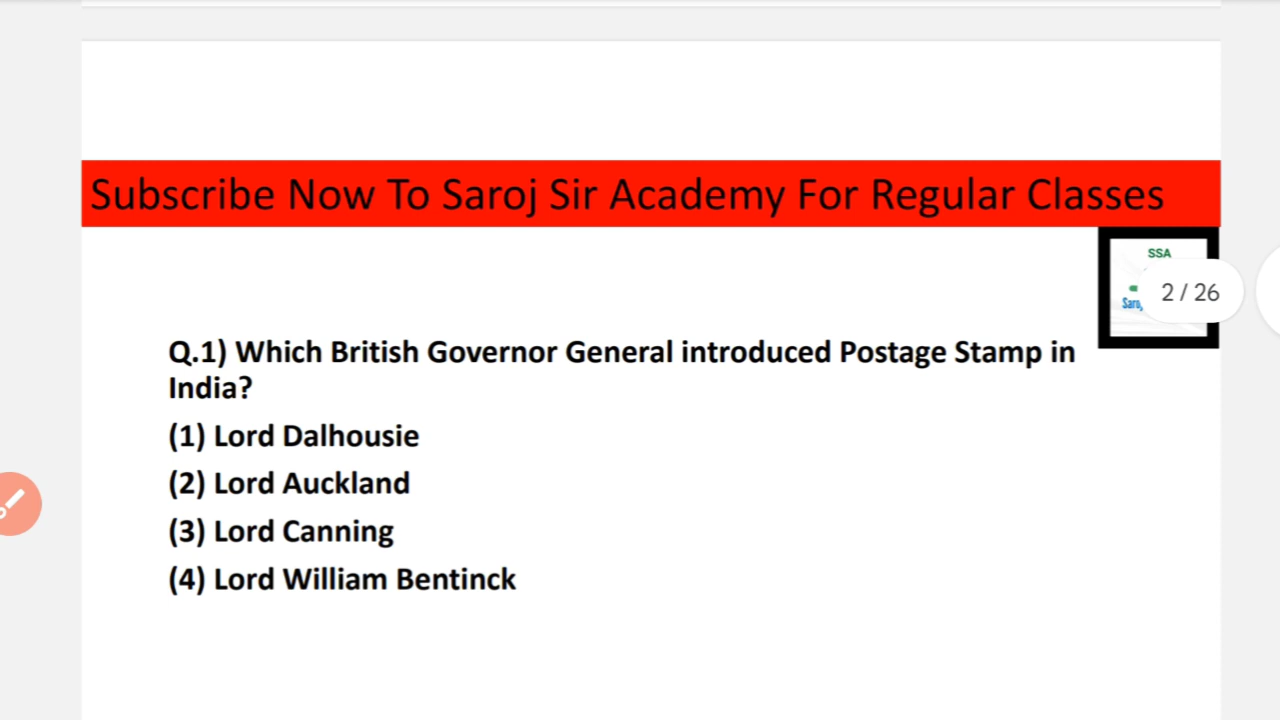 Subscribe Now To Saroj Sir Academy For Regular Classes
SSA
2 / 26
Q.1) Which British Governor General introduced Postage Stamp in
India?
(1) Lord Dalhousie
(2) Lord Auckland
(3) Lord Canning
(4) Lord William Bentinck